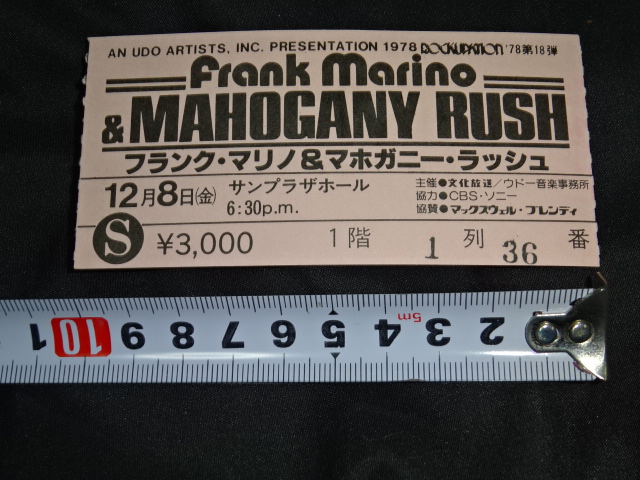 AN UDO ARTISTS, INC. PRESENTATION 1978 ROCKUPATION '78第18弾
Frank Marino
& MAHOGANY RUSH
フランク・マリノ&マホガニー・ラッシュ
12月8日(金) サンプラザホール
6:30p.m.
主催●文化放送/ウドー音楽事務所
協力●CBS・ソニー
協賛●マックスウェル・ブレンディ
S ¥3,000 1階 1 列 36 番
1 10 9 8 7 6 5 4 3 2
5m